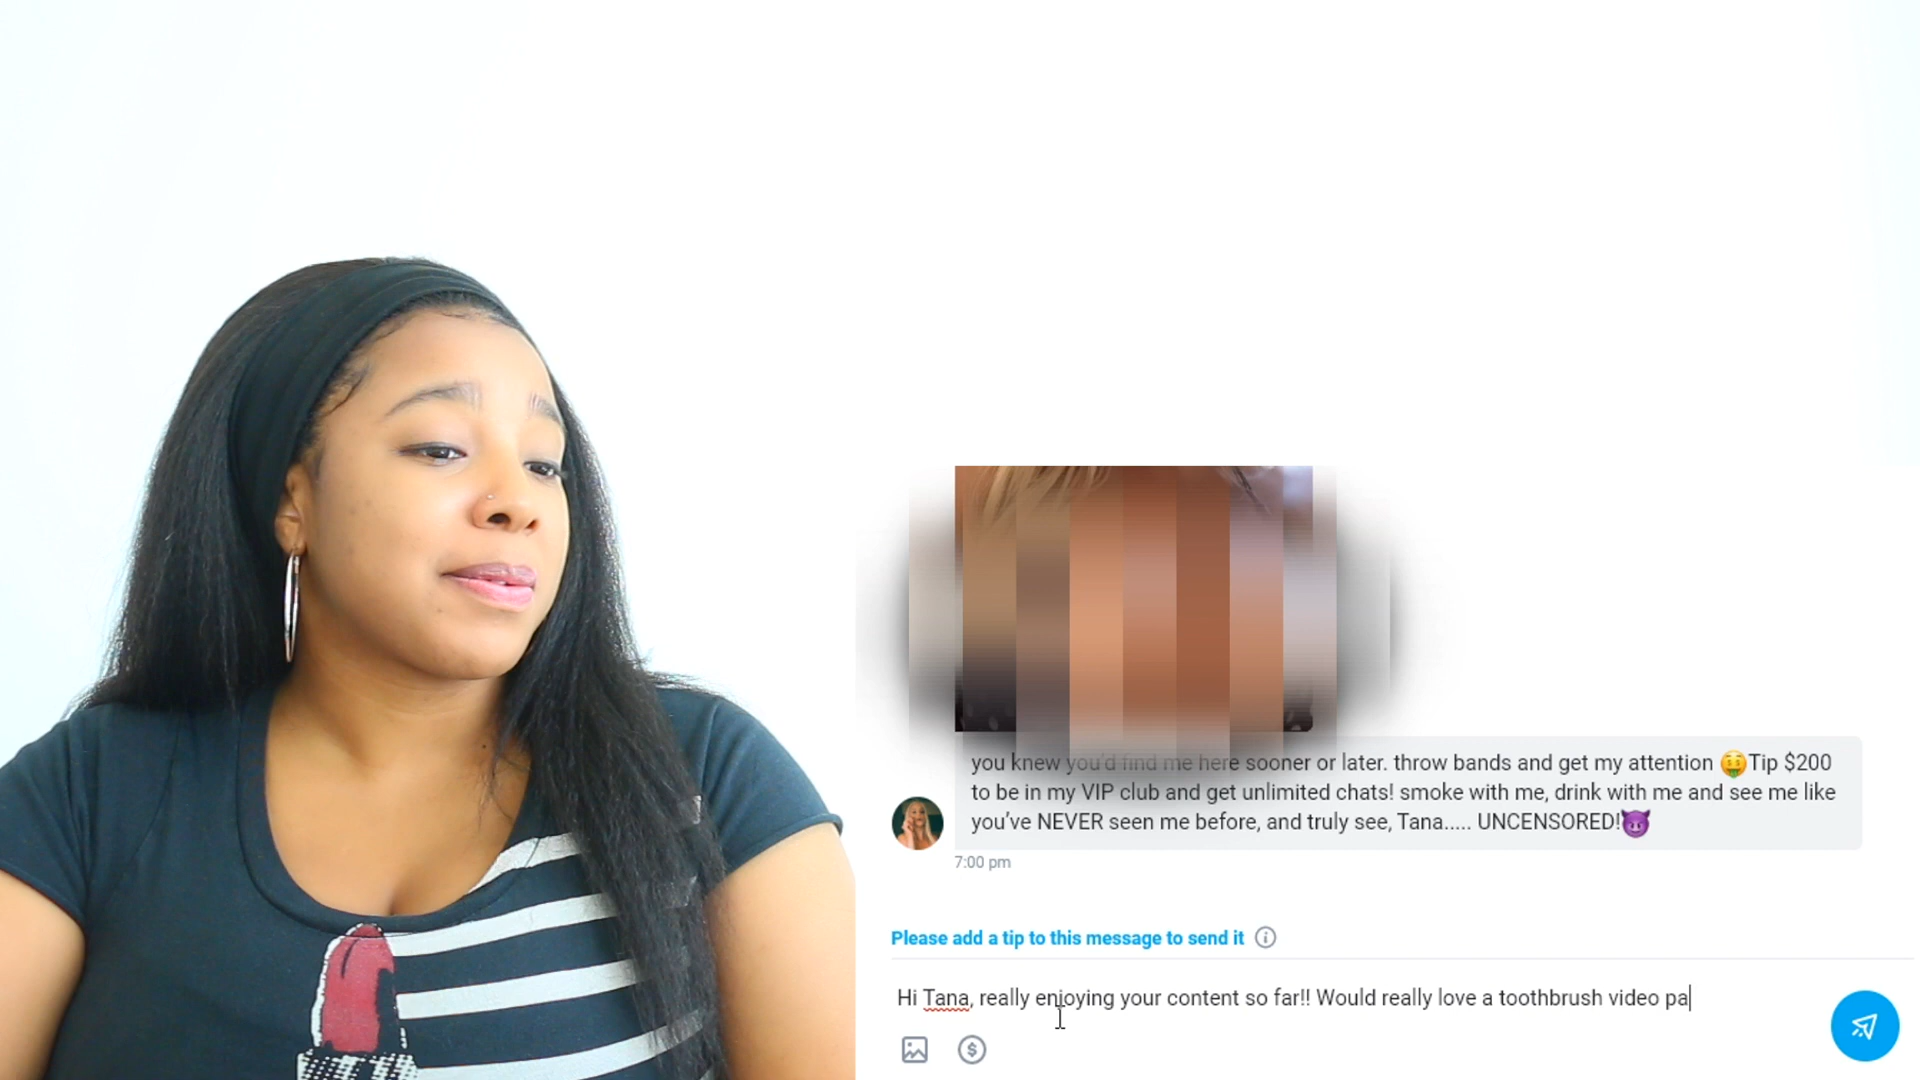 you knew you'd find me here sooner or later. throw bands and get my attention 🤑Tip $200
to be in my VIP club and get unlimited chats! smoke with me, drink with me and see me like
you've NEVER seen me before, and truly see, Tana..... UNCENSORED!😈
7:00 pm
Please add a tip to this message to send it
Hi Tana, really enjoying your content so far!! Would really love a toothbrush video pa